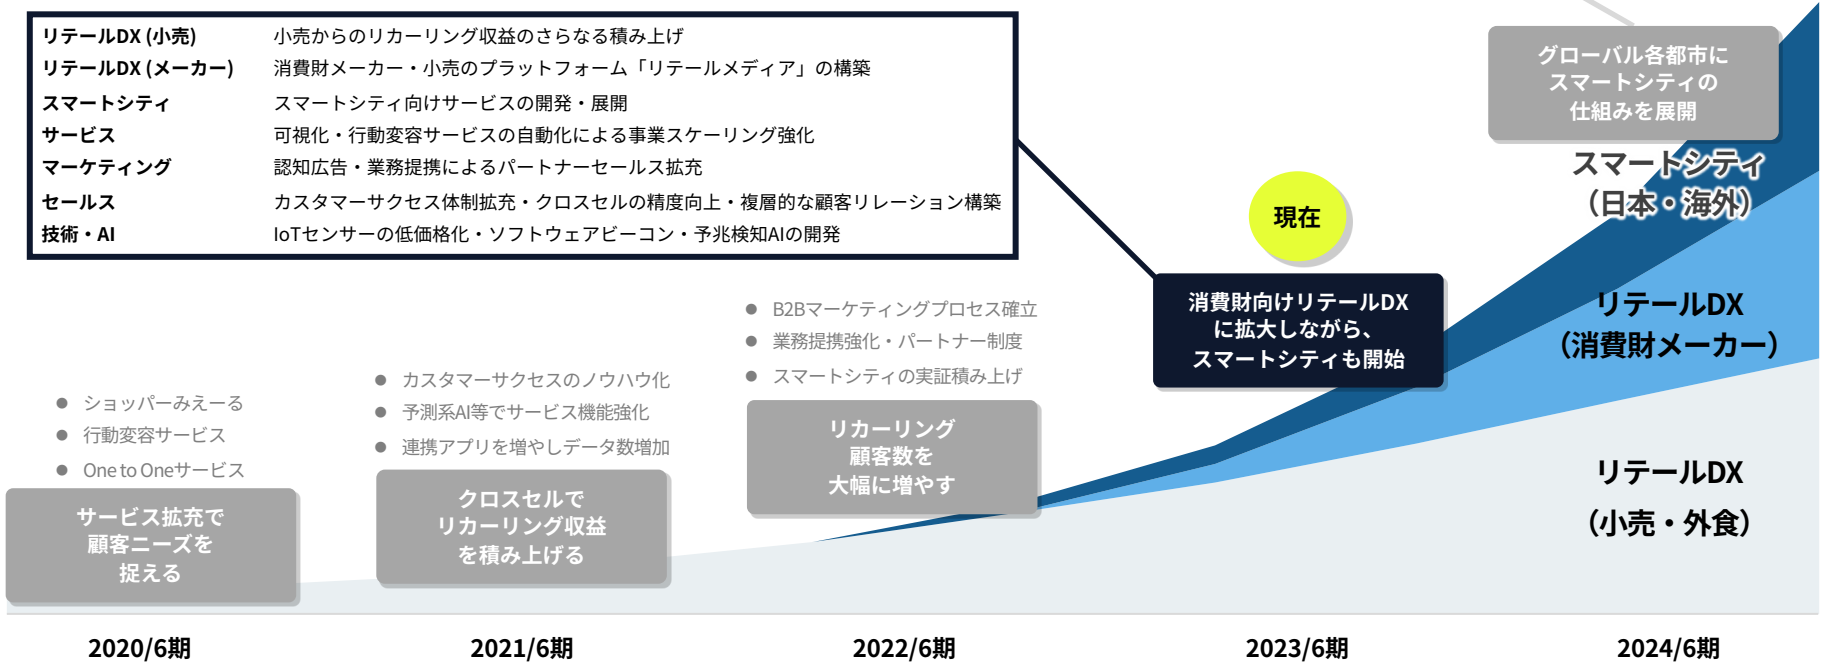 リテールDX (小売) 小売からのリカーリング収益のさらなる積み上げ
リテールDX (メーカー) 消費財メーカー・小売のプラットフォーム「リテールメディア」の構築
スマートシティ スマートシティ向けサービスの開発・展開
サービス 可視化・行動変容サービスの自動化による事業スケーリング強化
マーケティング 認知広告・業務提携によるパートナーセールス拡充
セールス カスタマーサクセス体制拡充・クロスセルの精度向上・複層的な顧客リレーション構築
技術・AI IoTセンサーの低価格化・ソフトウェアビーコン・予兆検知AIの開発
● ショッパーみえーる
● 行動変容サービス
● One to Oneサービス
サービス拡充で
顧客ニーズを
捉える
● カスタマーサクセスのノウハウ化
● 予測系AI等でサービス機能強化
● 連携アプリを増やしデータ数増加
クロスセルで
リカーリング収益
を積み上げる
● B2Bマーケティングプロセス確立
● 業務提携強化・パートナー制度
● スマートシティの実証積み上げ
リカーリング
顧客数を
大幅に増やす
現在
消費財向けリテールDX
に拡大しながら、
スマートシティも開始
グローバル各都市に
スマートシティの
仕組みを展開
スマートシティ
（日本・海外）
リテールDX
（消費財メーカー）
リテールDX
（小売・外食）
2020/6期 2021/6期 2022/6期 2023/6期 2024/6期